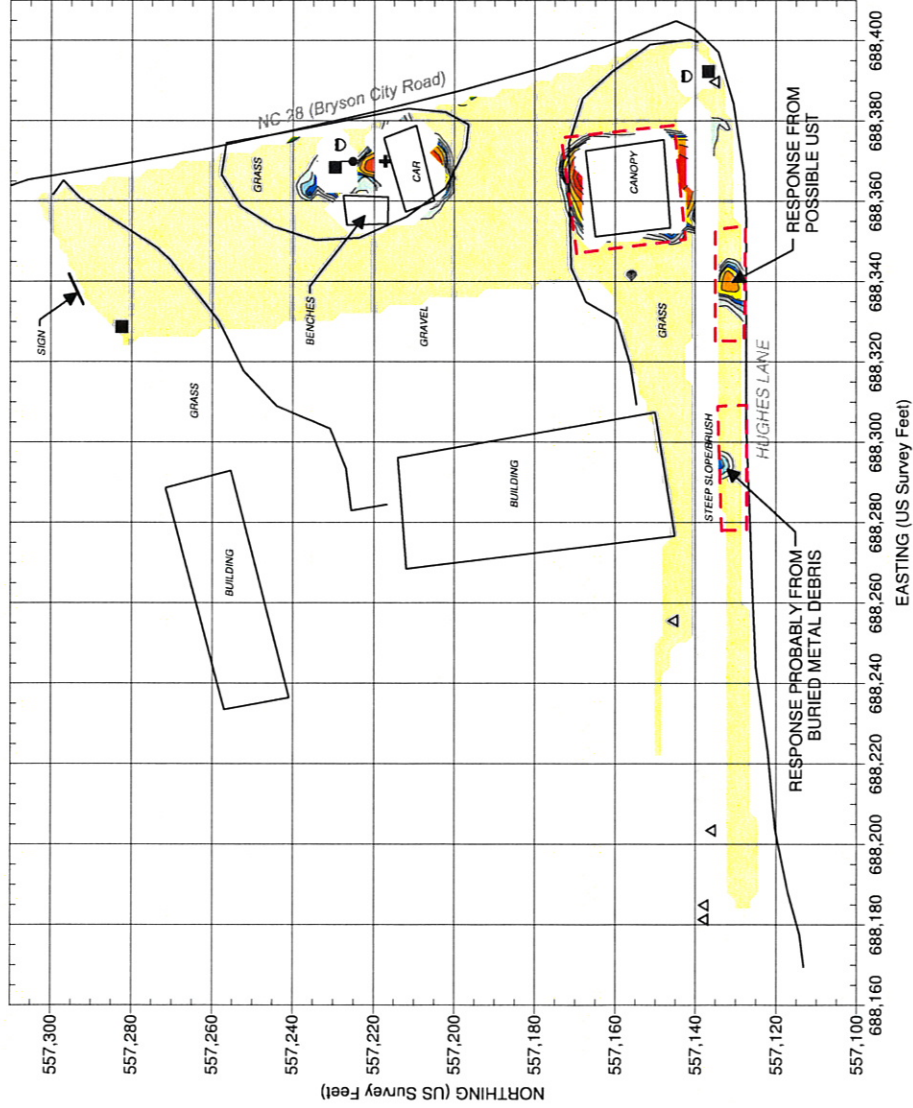 SIGN
GRASS
BUILDING
BENCHES
GRAVEL
GRASS
CAR
NC 28 (Bryson City Road)
BUILDING
GRASS
CANOPY
STEEP SLOPE/BRUSH
HUGHES LANE
RESPONSE PROBABLY FROM
BURIED METAL DEBRIS
RESPONSE FROM
POSSIBLE UST
NORTHING (US Survey Feet)
557,300
557,280
557,260
557,240
557,220
557,200
557,180
557,160
557,140
557,120
557,100
688,160
688,180
688,200
688,220
688,240
688,260
688,280
688,300
688,320
688,340
688,360
688,380
688,400
EASTING (US Survey Feet)